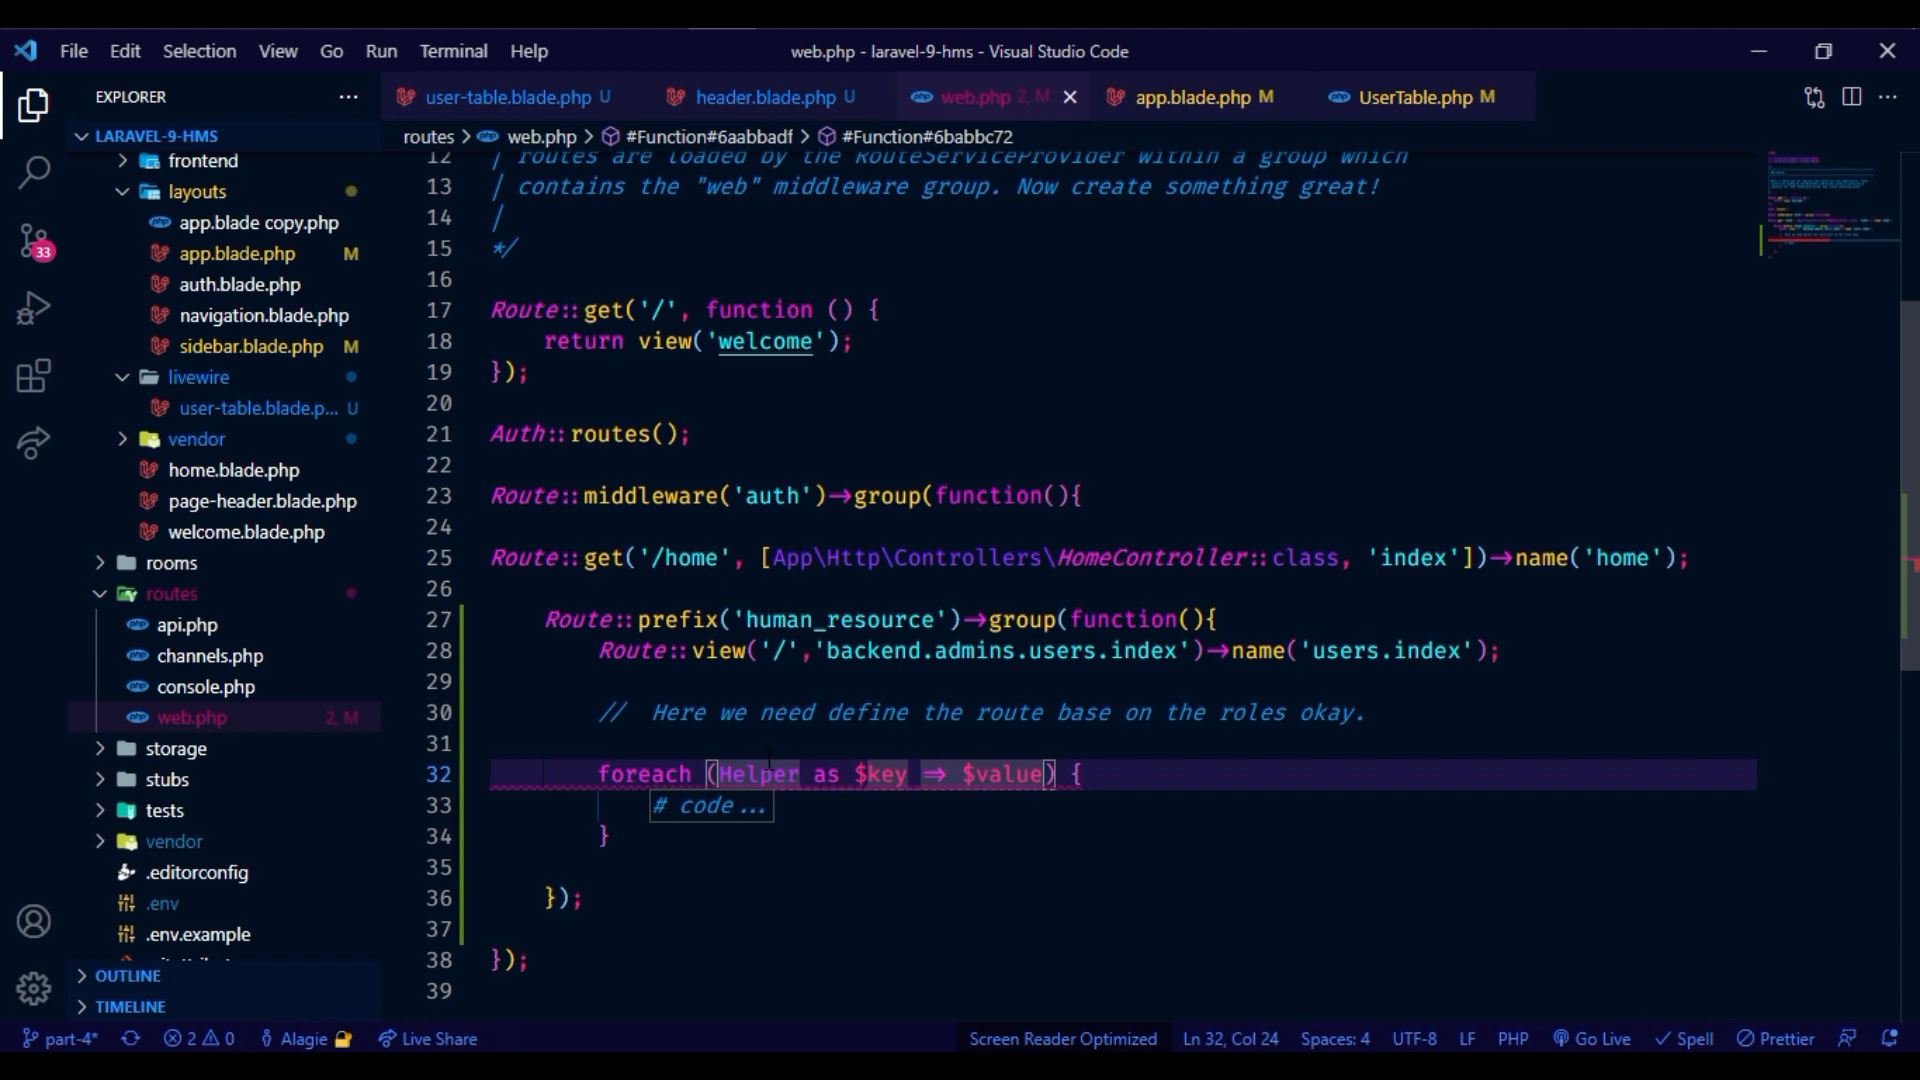 File Edit Selection View Go Run Terminal Help
web.php - laravel-9-hms - Visual Studio Code
EXPLORER
user-table.blade.php U
header.blade.php U
web.php 2, M
app.blade.php M
UserTable.php M
LARAVEL-9-HMS
routes > web.php > #Function#6aabbadf > #Function#6babbc72
frontend
layouts
app.blade copy.php
app.blade.php M
auth.blade.php
navigation.blade.php
sidebar.blade.php M
livewire
user-table.blade.p... U
vendor
home.blade.php
page-header.blade.php
welcome.blade.php
rooms
routes
api.php
channels.php
console.php
web.php 2, M
storage
stubs
tests
vendor
.editorconfig
.env
.env.example
OUTLINE
TIMELINE
33
12 | routes are loaded by the RouteServiceProvider within a group which
13 | contains the "web" middleware group. Now create something great!
14 |
15 */
16
17 Route::get('/', function () {
18 return view('welcome');
19 });
20
21 Auth::routes();
22
23 Route::middleware('auth')->group(function(){
24
25 Route::get('/home', [App\Http\Controllers\HomeController::class, 'index'])->name('home');
26
27 Route::prefix('human_resource')->group(function(){
28 Route::view('/','backend.admins.users.index')->name('users.index');
29
30 // Here we need define the route base on the roles okay.
31
32 foreach (Helper as $key => $value) {
33 # code...
34 }
35
36 });
37
38 });
39
part-4* 2 0 Alagie Live Share Screen Reader Optimized Ln 32, Col 24 Spaces: 4 UTF-8 LF PHP Go Live Spell Prettier